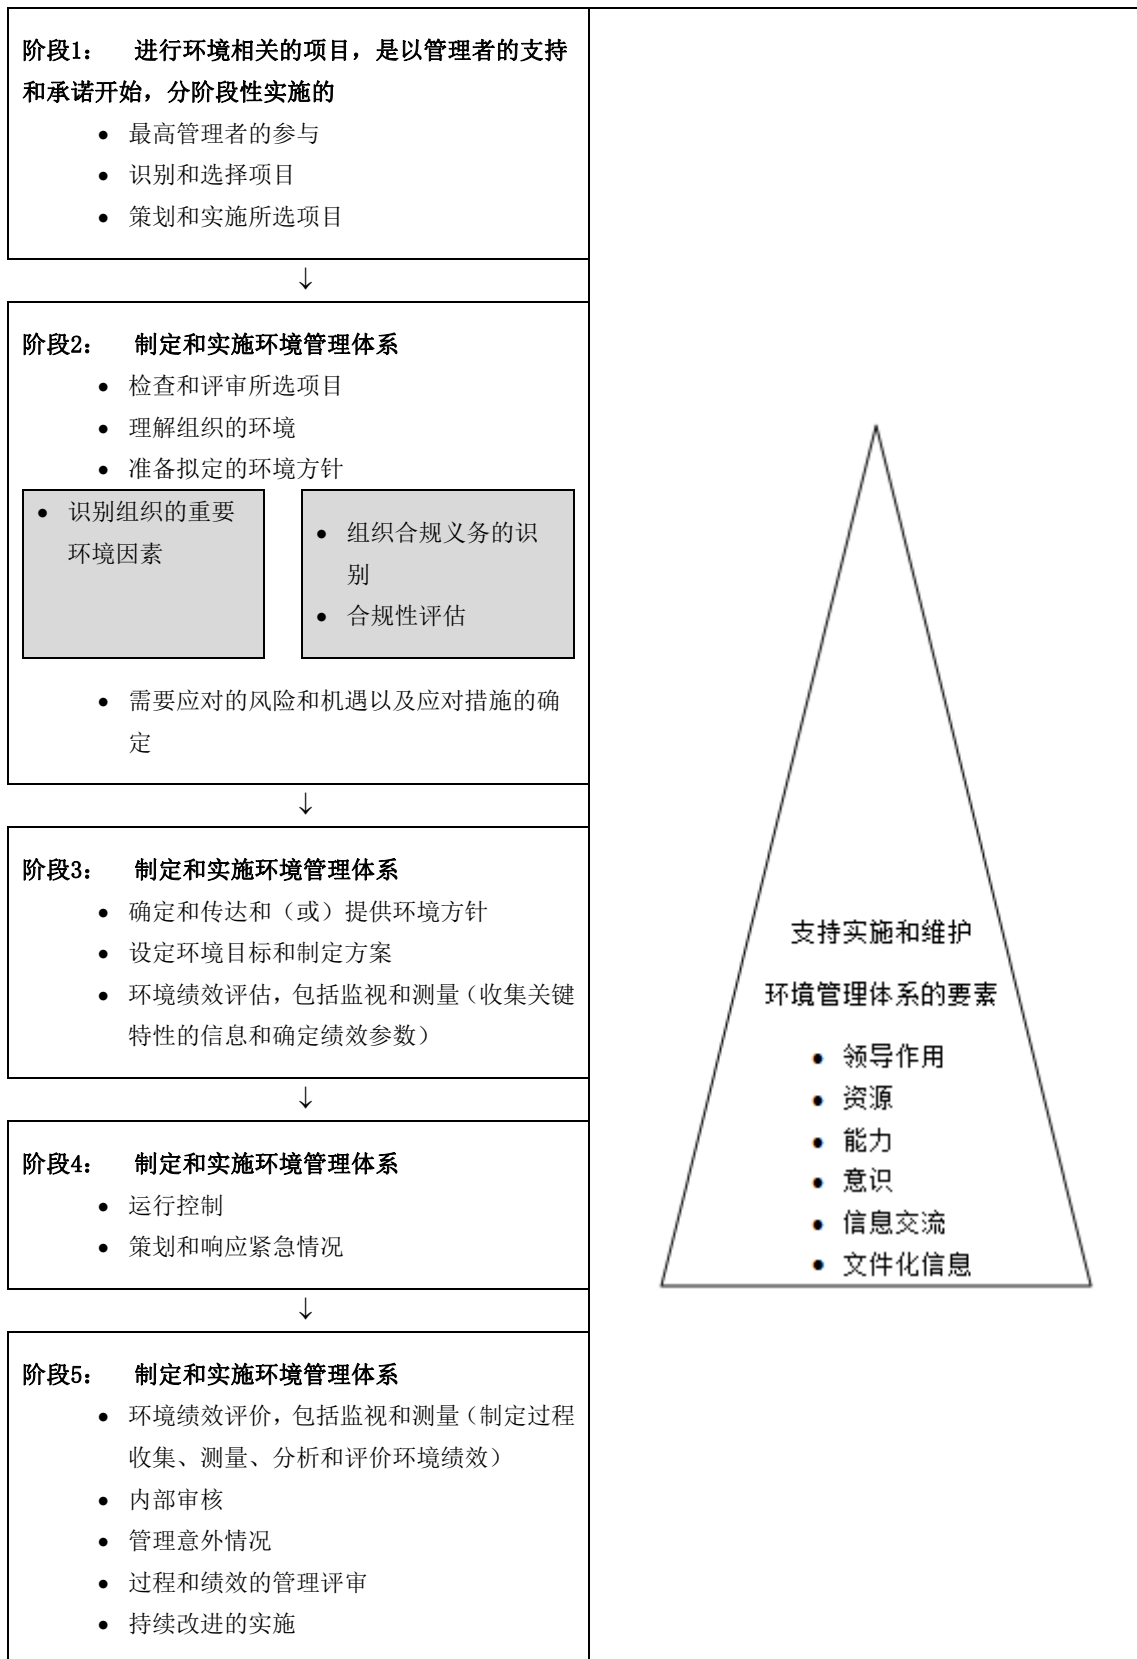 阶段1： 进行环境相关的项目，是以管理者的支持
和承诺开始，分阶段性实施的
• 最高管理者的参与
• 识别和选择项目
• 策划和实施所选项目
↓
阶段2： 制定和实施环境管理体系
• 检查和评审所选项目
• 理解组织的环境
• 准备拟定的环境方针
• 识别组织的重要
环境因素
• 组织合规义务的识
别
• 合规性评估
• 需要应对的风险和机遇以及应对措施的确
定
↓
阶段3： 制定和实施环境管理体系
• 确定和传达和（或）提供环境方针
• 设定环境目标和制定方案
• 环境绩效评估，包括监视和测量（收集关键
特性的信息和确定绩效参数）
↓
阶段4： 制定和实施环境管理体系
• 运行控制
• 策划和响应紧急情况
↓
阶段5： 制定和实施环境管理体系
• 环境绩效评价，包括监视和测量（制定过程
收集、测量、分析和评价环境绩效）
• 内部审核
• 管理意外情况
• 过程和绩效的管理评审
• 持续改进的实施
支持实施和维护
环境管理体系的要素
• 领导作用
• 资源
• 能力
• 意识
• 信息交流
• 文件化信息